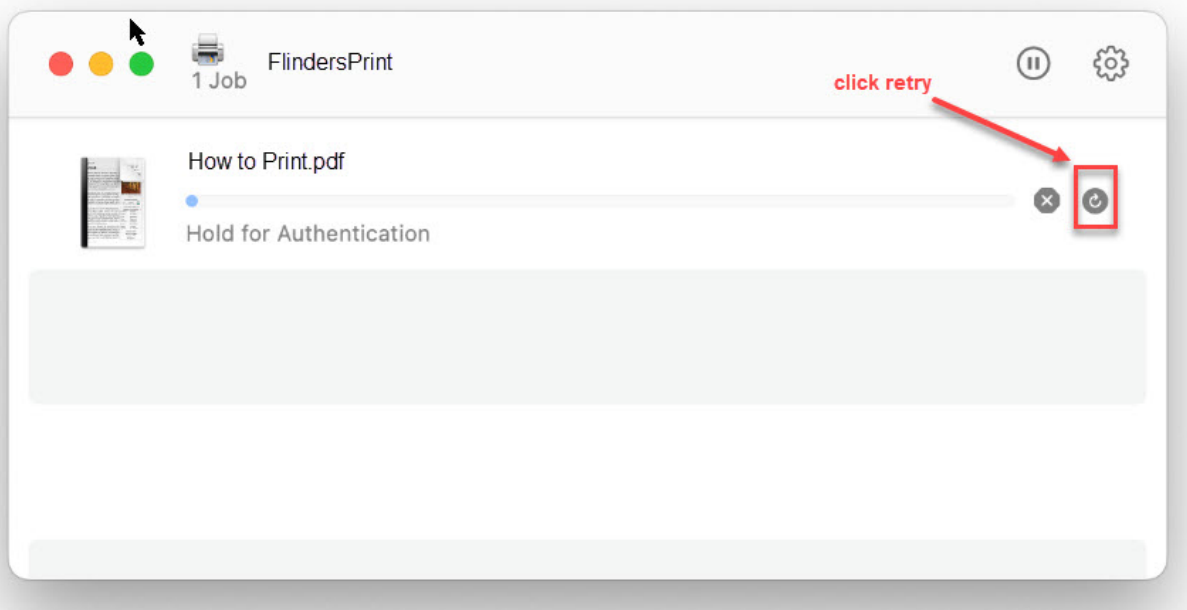 FlindersPrint
1 Job
click retry
How to Print.pdf
Hold for Authentication